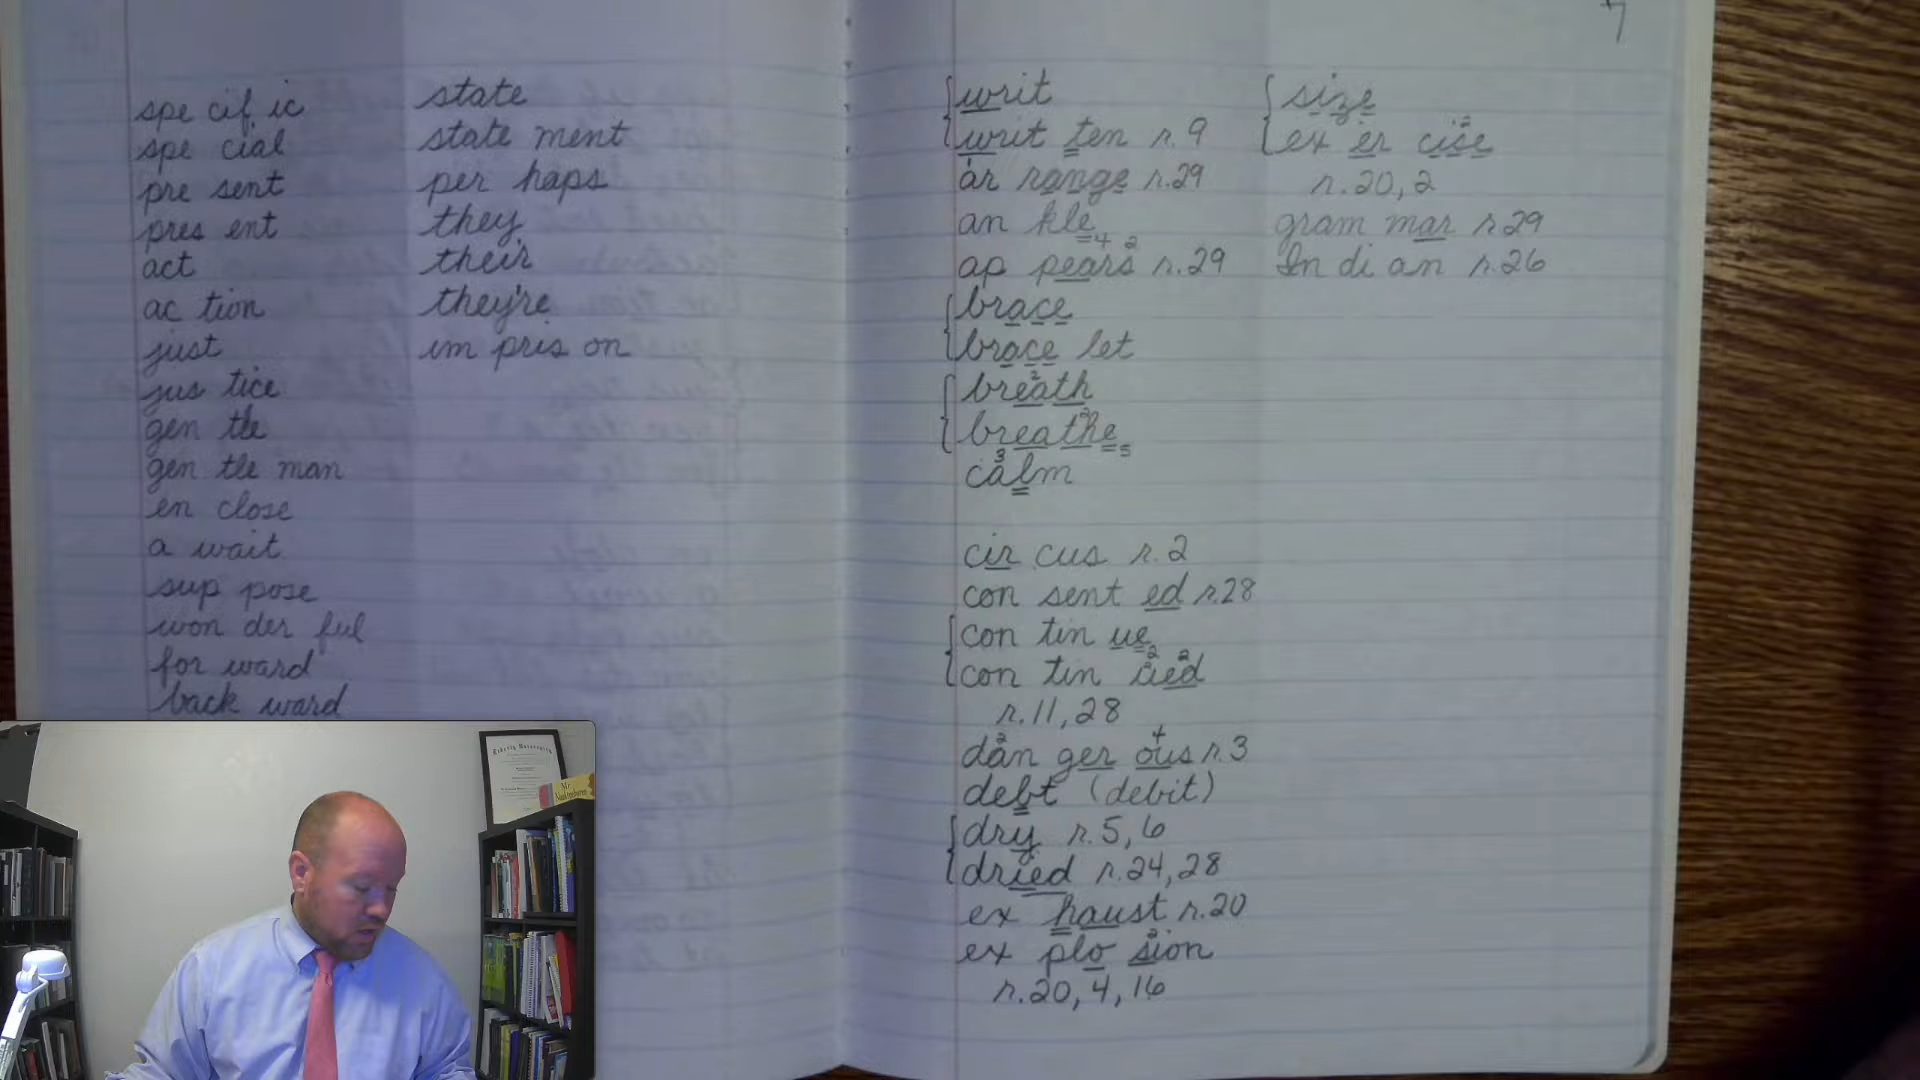 7
spe cif ic
spe cial
pre sent
pres ent
act
ac tion
just
jus tice
gen tle
gen tle man
en close
a wait
sup pose
won der ful
for ward
back ward
state
state ment
per haps
they
their
they're
im pris on
writ
writ ten r. 9
ar range r. 29
an kle
ap pears r. 29
brace
brace let
breath
breathe
calm
cir cus r. 2
con sent ed r. 28
con tin ue
con tin ued
r. 11, 28
dan ger ous r. 3
debt (debit)
dry r. 5, 6
dried r. 24, 28
ex haust r. 20
ex plo sion
r. 20, 4, 16
size
ex er cise
r. 20, 2
gram mar r. 29
In di an r. 26